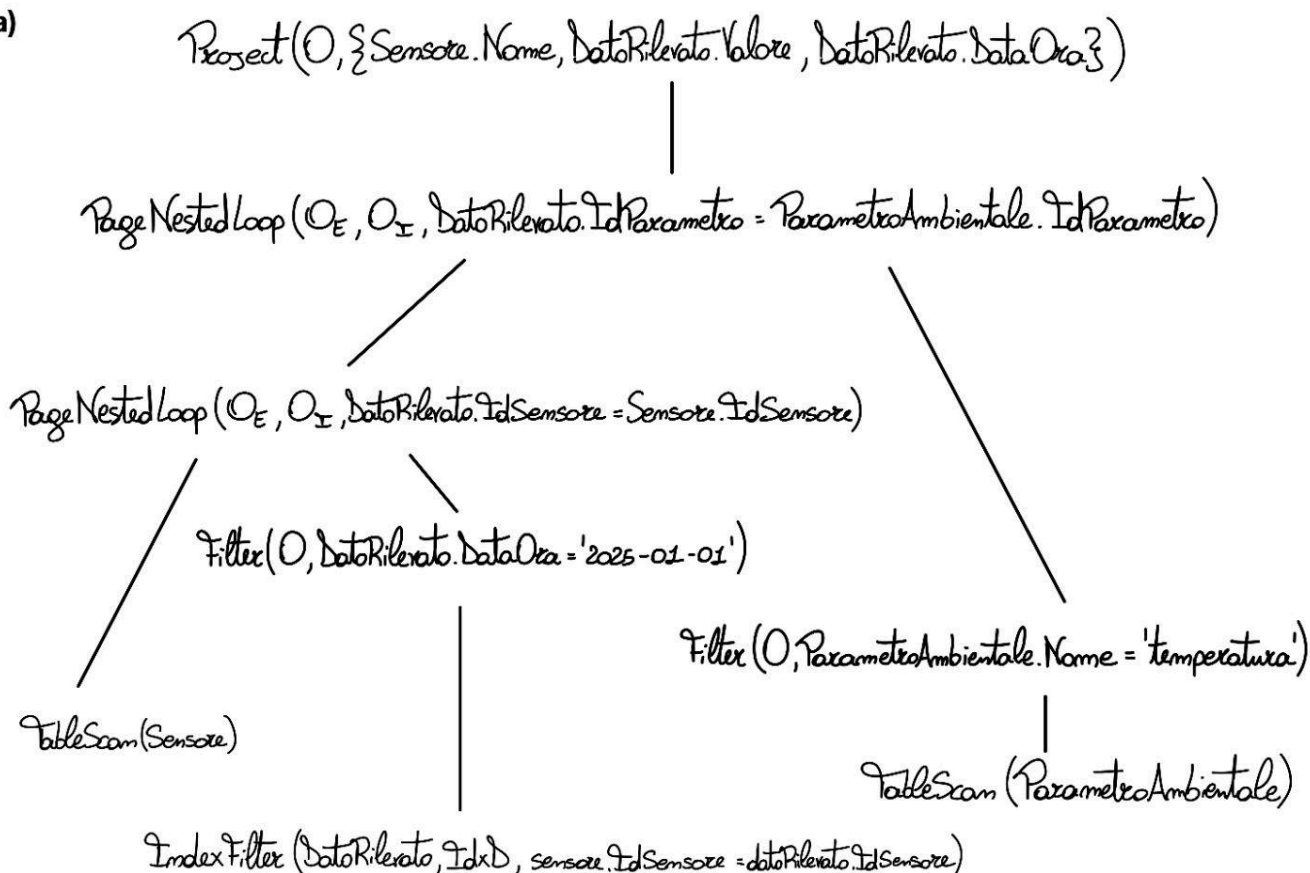 a)
Project(O,{Sensore.Nome, DatoRilevato.Valore, DatoRilevato.DataOra})
PageNestedLoop(O_E, O_I, DatoRilevato.IdParametro = ParametroAmbientale.IdParametro)
PageNestedLoop(O_E, O_I, DatoRilevato.IdSensore = Sensore.IdSensore)
Filter(O, DatoRilevato.DataOra = '2025-01-01')
Filter(O, ParametroAmbientale.Nome = 'temperatura')
TableScan(Sensore)
TableScan(ParametroAmbientale)
IndexFilter(DatoRilevato, IdxD, sensore.IdSensore = datoRilevato.IdSensore)